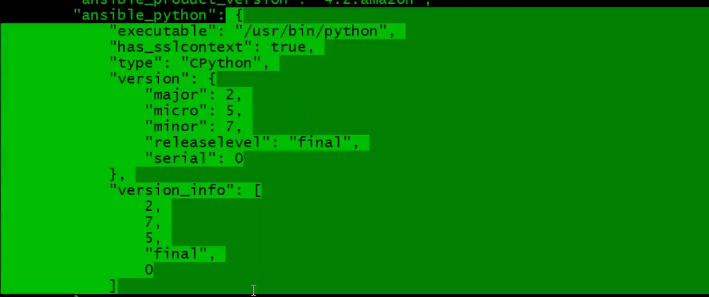 "ansible_product_version": "4.2.amazon",
"ansible_python": {
"executable": "/usr/bin/python",
"has_sslcontext": true,
"type": "CPython",
"version": {
"major": 2,
"micro": 5,
"minor": 7,
"releaselevel": "final",
"serial": 0
},
"version_info": [
2,
7,
5,
"final",
0
]